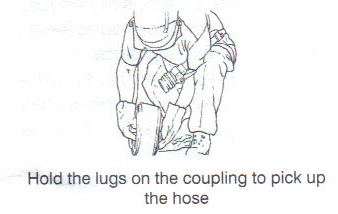 Hold the lugs on the coupling to pick up
the hose